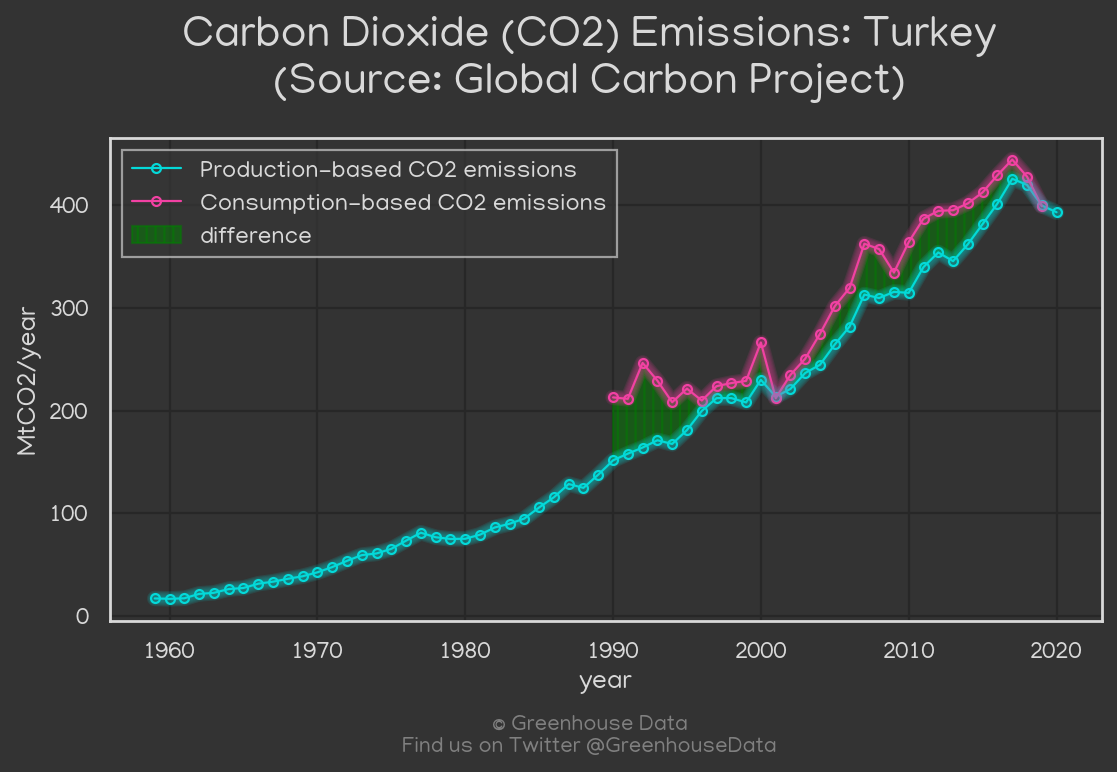 Carbon Dioxide (CO2) Emissions: Turkey
(Source: Global Carbon Project)
Production-based CO2 emissions
Consumption-based CO2 emissions
difference
400
300
200
100
0
MtCO2/year
1960 1970 1980 1990 2000 2010 2020
year
© Greenhouse Data
Find us on Twitter @GreenhouseData